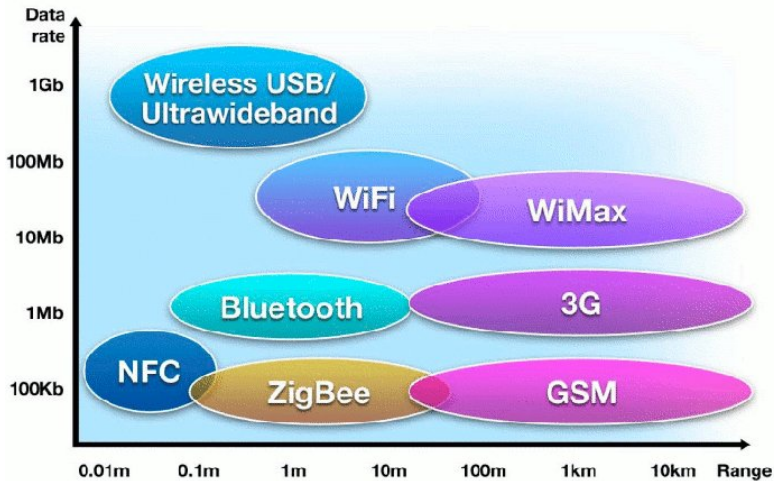 Data
rate
1Gb
Wireless USB/
Ultrawideband
100Mb
WiFi
WiMax
10Mb
Bluetooth
3G
1Mb
NFC
ZigBee
GSM
100Kb
0.01m 0.1m 1m 10m 100m 1km 10km Range